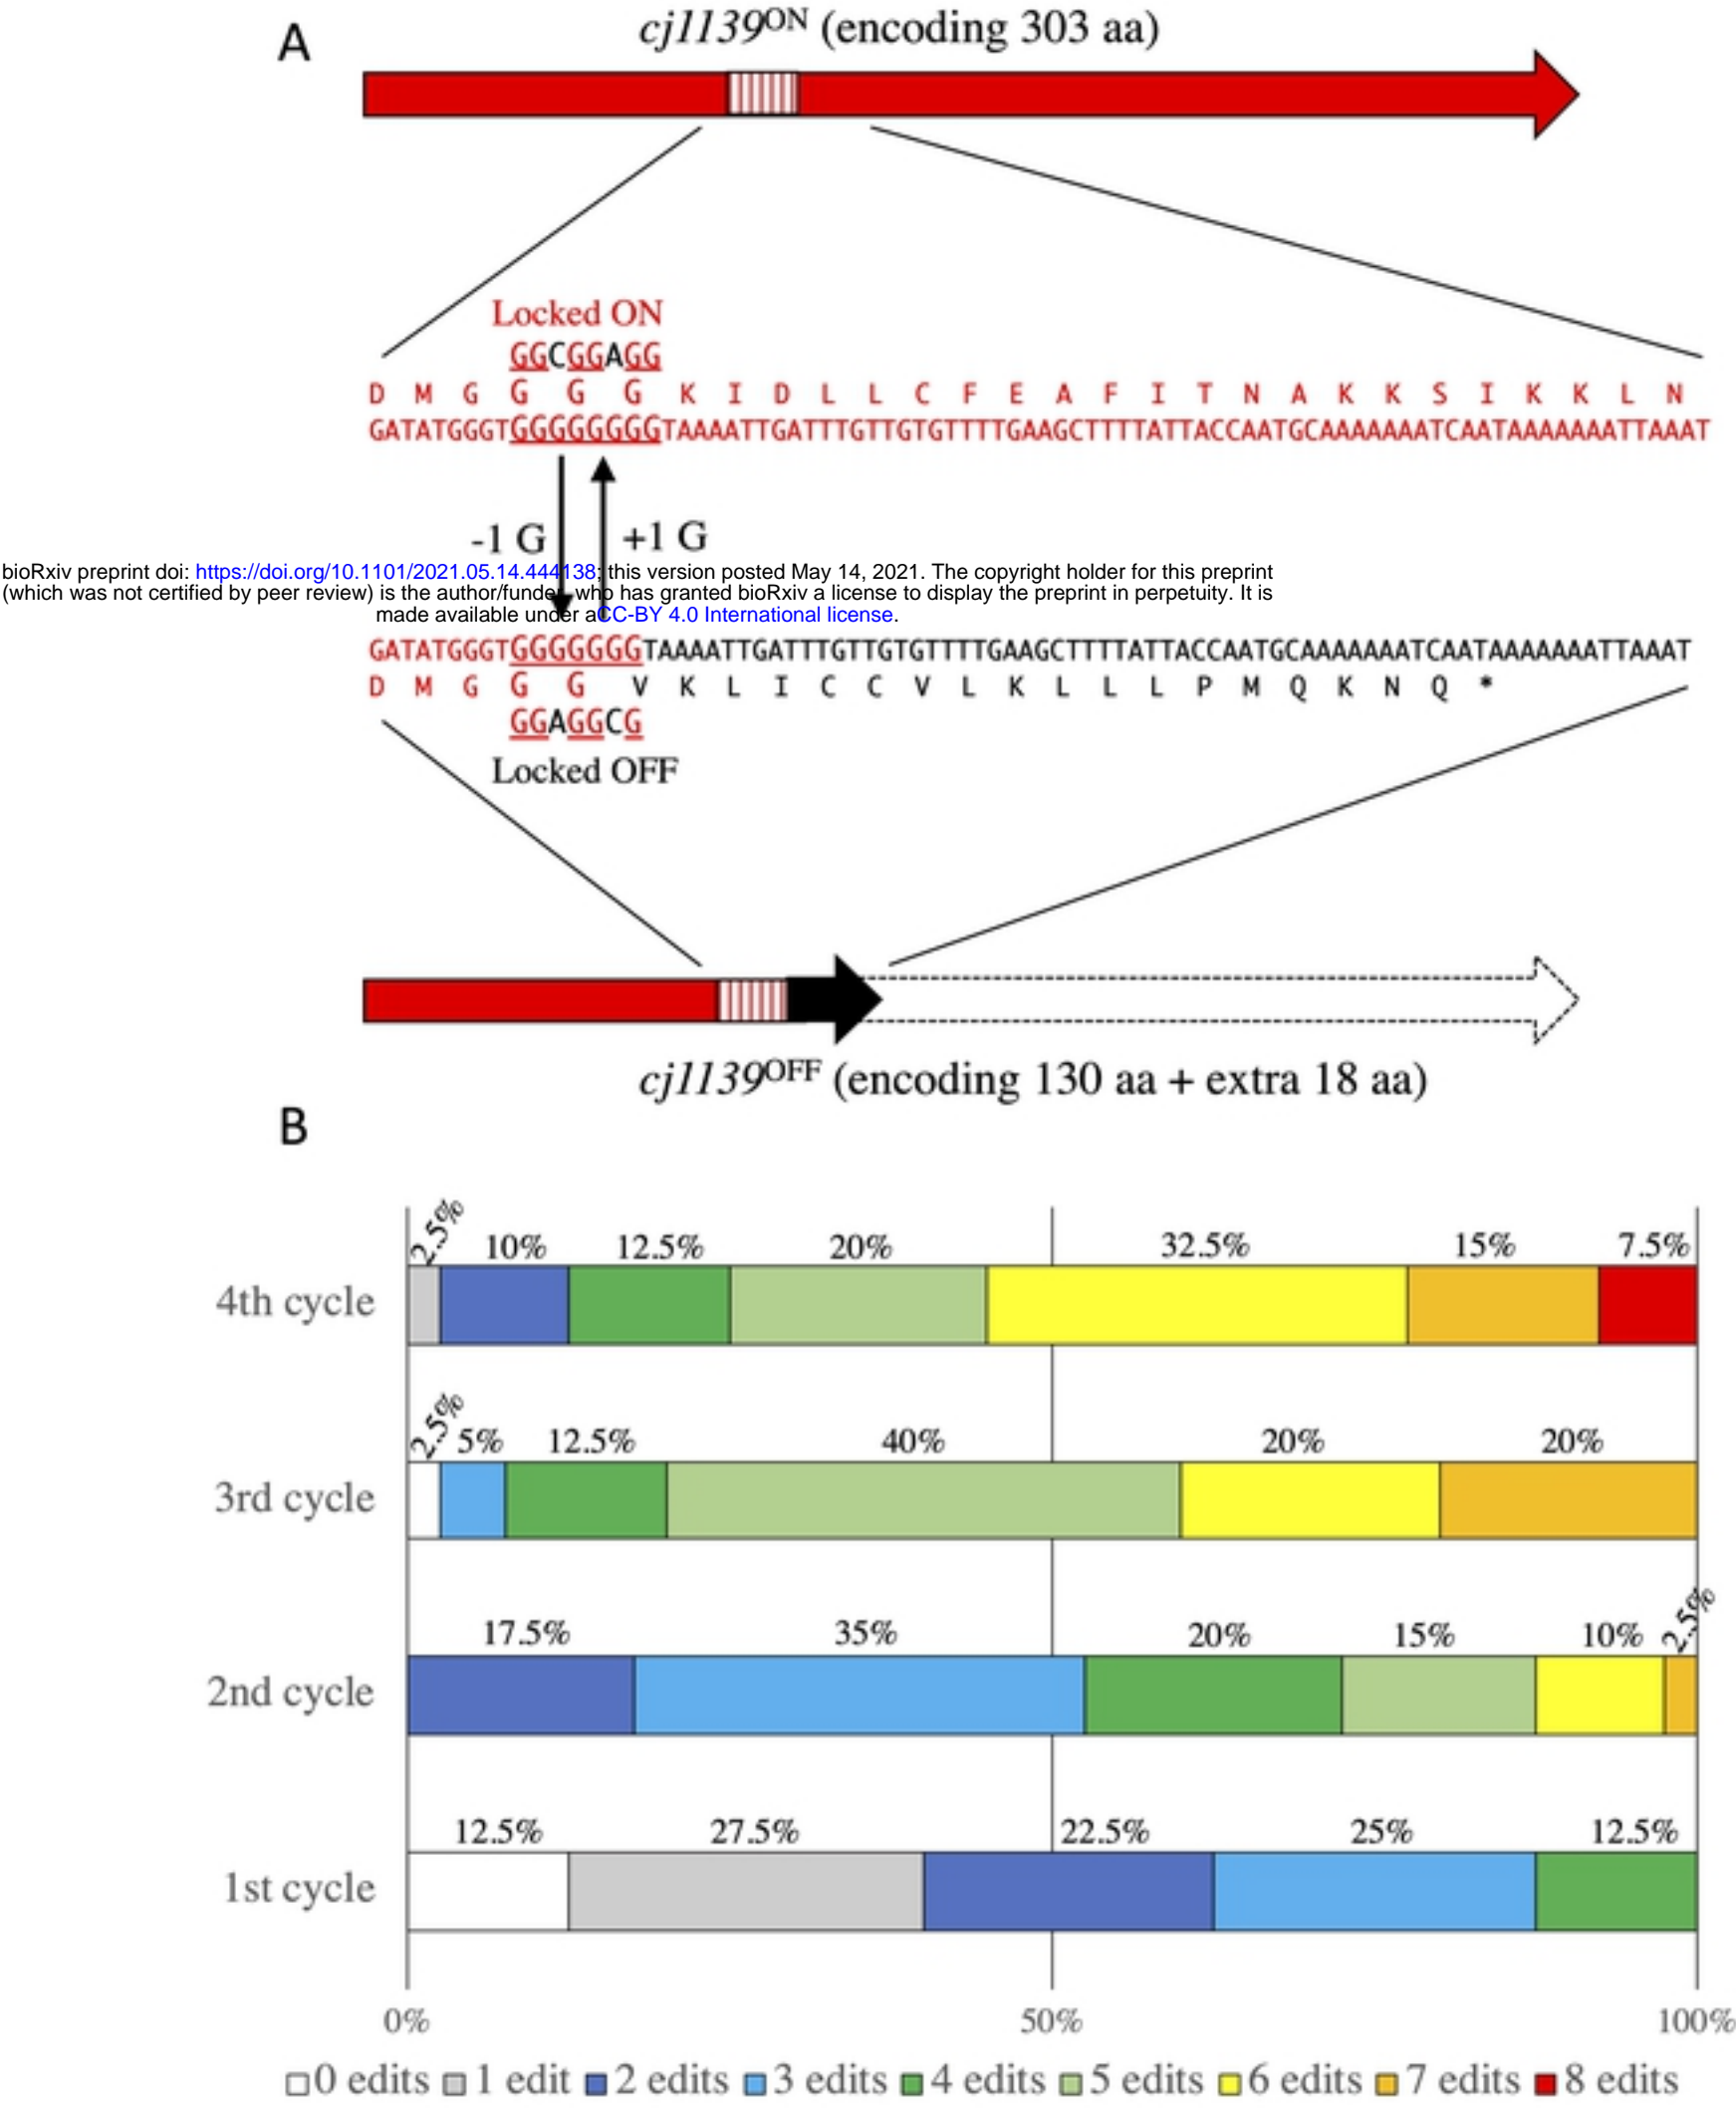 A
cj1139ON (encoding 303 aa)
Locked ON
GGCGGAGG
D M G G G G K I D L L C F E A F I T N A K K S I K K L N
GATATGGGTGGGGGGGGTAAAATTGATTTGTTGTGTTTTGAAGCTTTTATTACCAATGCAAAAAAATCAATAAAAAAATTAAAT
-1 G
+1 G
bioRxiv preprint doi: https://doi.org/10.1101/2021.05.14.444138; this version posted May 14, 2021. The copyright holder for this preprint
(which was not certified by peer review) is the author/funder, who has granted bioRxiv a license to display the preprint in perpetuity. It is
made available under aCC-BY 4.0 International license.
GATATGGGTGGGGGGGTAAAATTGATTTGTTGTGTTTTGAAGCTTTTATTACCAATGCAAAAAAATCAATAAAAAAATTAAAT
D M G G G V K L I C C V L K L L L P M Q K N Q *
GGAGGCG
Locked OFF
cj1139OFF (encoding 130 aa + extra 18 aa)
B
2.5% 10% 12.5% 20% 32.5% 15% 7.5%
4th cycle
2.5% 5% 12.5% 40% 20% 20%
3rd cycle
17.5% 35% 20% 15% 10% 2.5%
2nd cycle
12.5% 27.5% 22.5% 25% 12.5%
1st cycle
0% 50% 100%
0 edits 1 edit 2 edits 3 edits 4 edits 5 edits 6 edits 7 edits 8 edits